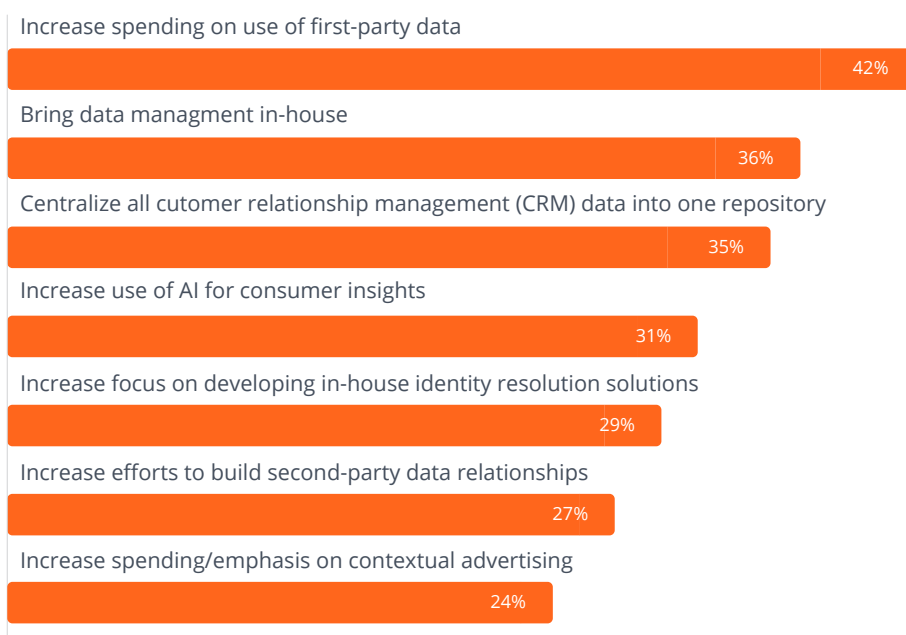 Increase spending on use of first-party data
42%
Bring data managment in-house
36%
Centralize all cutomer relationship management (CRM) data into one repository
35%
Increase use of AI for consumer insights
31%
Increase focus on developing in-house identity resolution solutions
29%
Increase efforts to build second-party data relationships
27%
Increase spending/emphasis on contextual advertising
24%